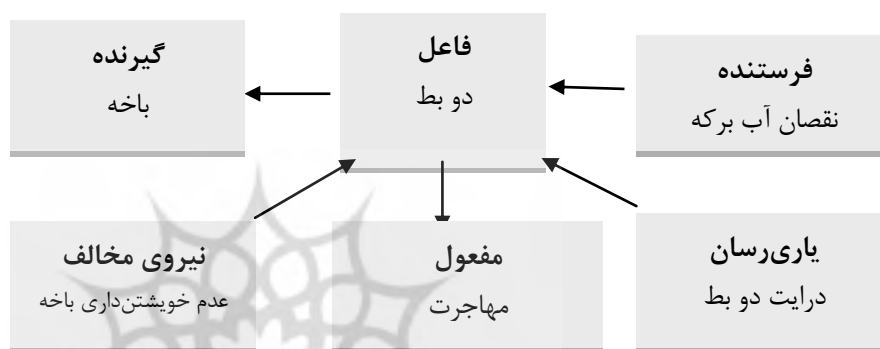 فرستنده
نقصان آب برکه
فاعل
دو بط
گیرنده
باخه
یاری‌رسان
درایت دو بط
مفعول
مهاجرت
نیروی مخالف
عدم خویشتن‌داری باخه